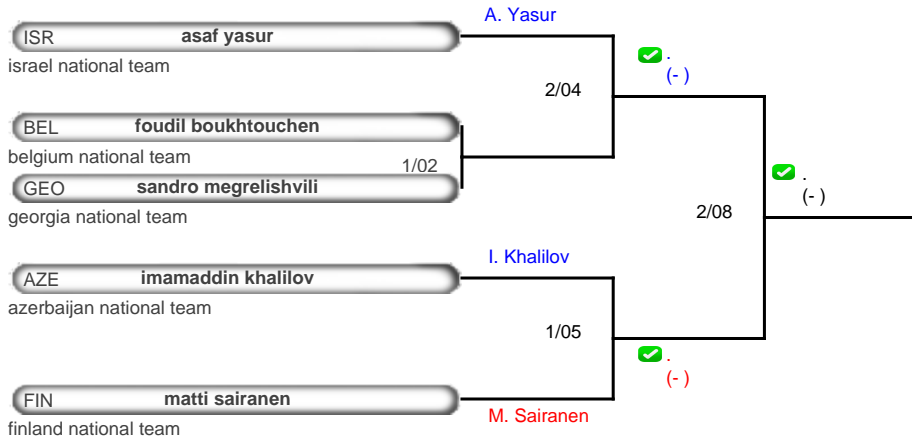 A. Yasur
ISR asaf yasur
israel national team
.
(- )
2/04
BEL foudil boukhtouchen
belgium national team
1/02
GEO sandro megrelishvili
georgia national team
.
(- )
2/08
I. Khalilov
AZE imamaddin khalilov
azerbaijan national team
1/05
.
(- )
FIN matti sairanen
M. Sairanen
finland national team